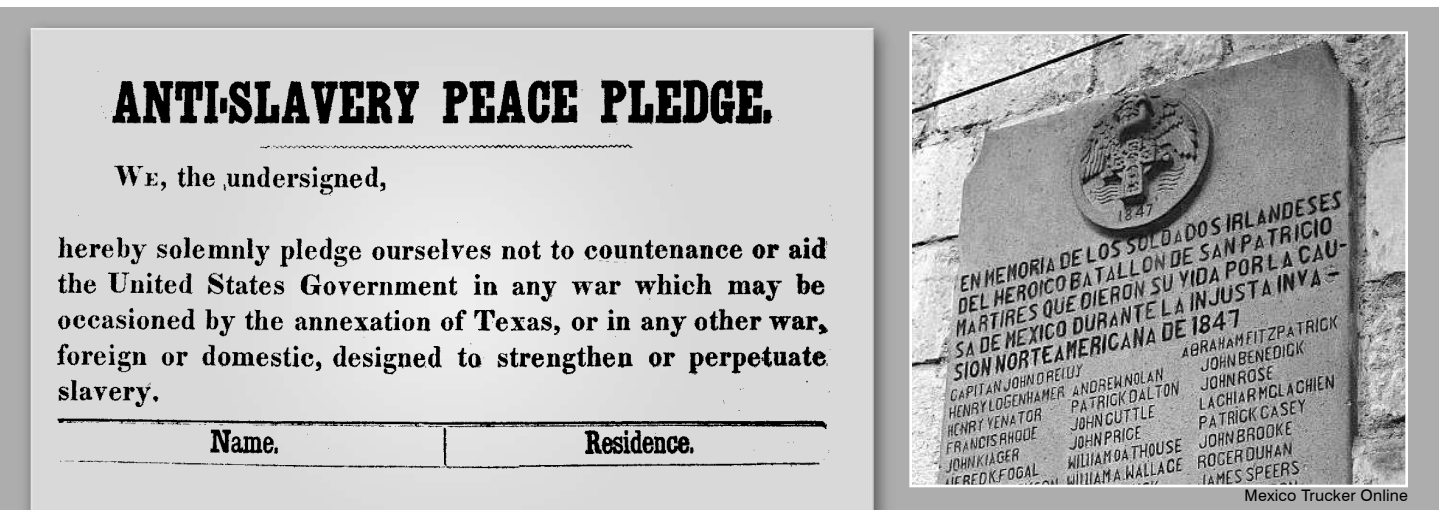 ANTI-SLAVERY PEACE PLEDGE.
WE, the undersigned,
hereby solemnly pledge ourselves not to countenance or aid
the United States Government in any war which may be
occasioned by the annexation of Texas, or in any other war,
foreign or domestic, designed to strengthen or perpetuate
slavery.
Name. Residence.
1847
EN MEMORIA DE LOS SOLDADOS IRLANDESES
DEL HEROICO BATALLON DE SAN PATRICIO
MARTIRES QUE DIERON SU VIDA POR LA CAU-
SA DE MEXICO DURANTE LA INJUSTA INVA-
SION NORTEAMERICANA DE 1847
CAPITAN JOHN OREILLY
HENRY LOGENHAMER
HENRY VENATOR
FRANCIS RHODE
JOHN KLAGER
ALFRED K. FOGAL
ANDREW NOLAN
PATRICK DALTON
JOHN CUTTLE
JOHN PRICE
WILLIAM OATHOUSE
WILLIAM A. WALLACE
ABRAHAM FITZPATRICK
JOHN BENEDICK
JOHN ROSE
LACHIAR MCLACHIEN
PATRICK CASEY
JOHN BROOKE
ROGER DUHAN
JAMES SPEERS
Mexico Trucker Online